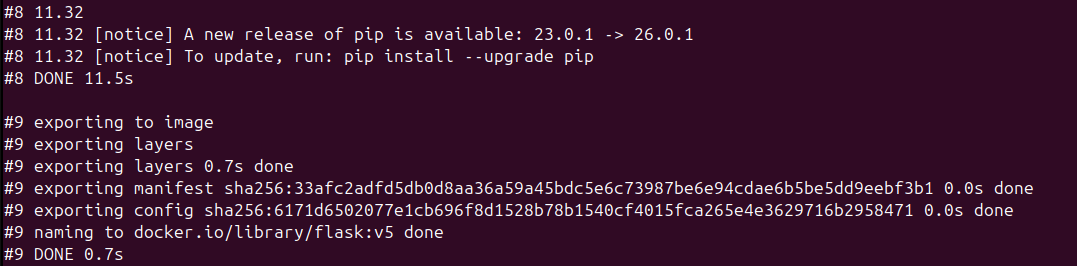 #8 11.32
#8 11.32 [notice] A new release of pip is available: 23.0.1 -> 26.0.1
#8 11.32 [notice] To update, run: pip install --upgrade pip
#8 DONE 11.5s
#9 exporting to image
#9 exporting layers
#9 exporting layers 0.7s done
#9 exporting manifest sha256:33afc2adfd5db0d8aa36a59a45bdc5e6c73987be6e94cdae6b5be5dd9eebf3b1 0.0s done
#9 exporting config sha256:6171d6502077e1cb696f8d1528b78b1540cf4015fca265e4e3629716b2958471 0.0s done
#9 naming to docker.io/library/flask:v5 done
#9 DONE 0.7s